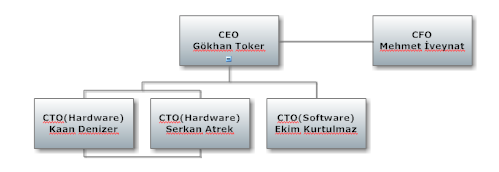 CEO
Gökhan Toker
CFO
Mehmet İveynat
CTO(Hardware)
Kaan Denizer
CTO(Hardware)
Serkan Atrek
CTO(Software)
Ekim Kurtulmaz